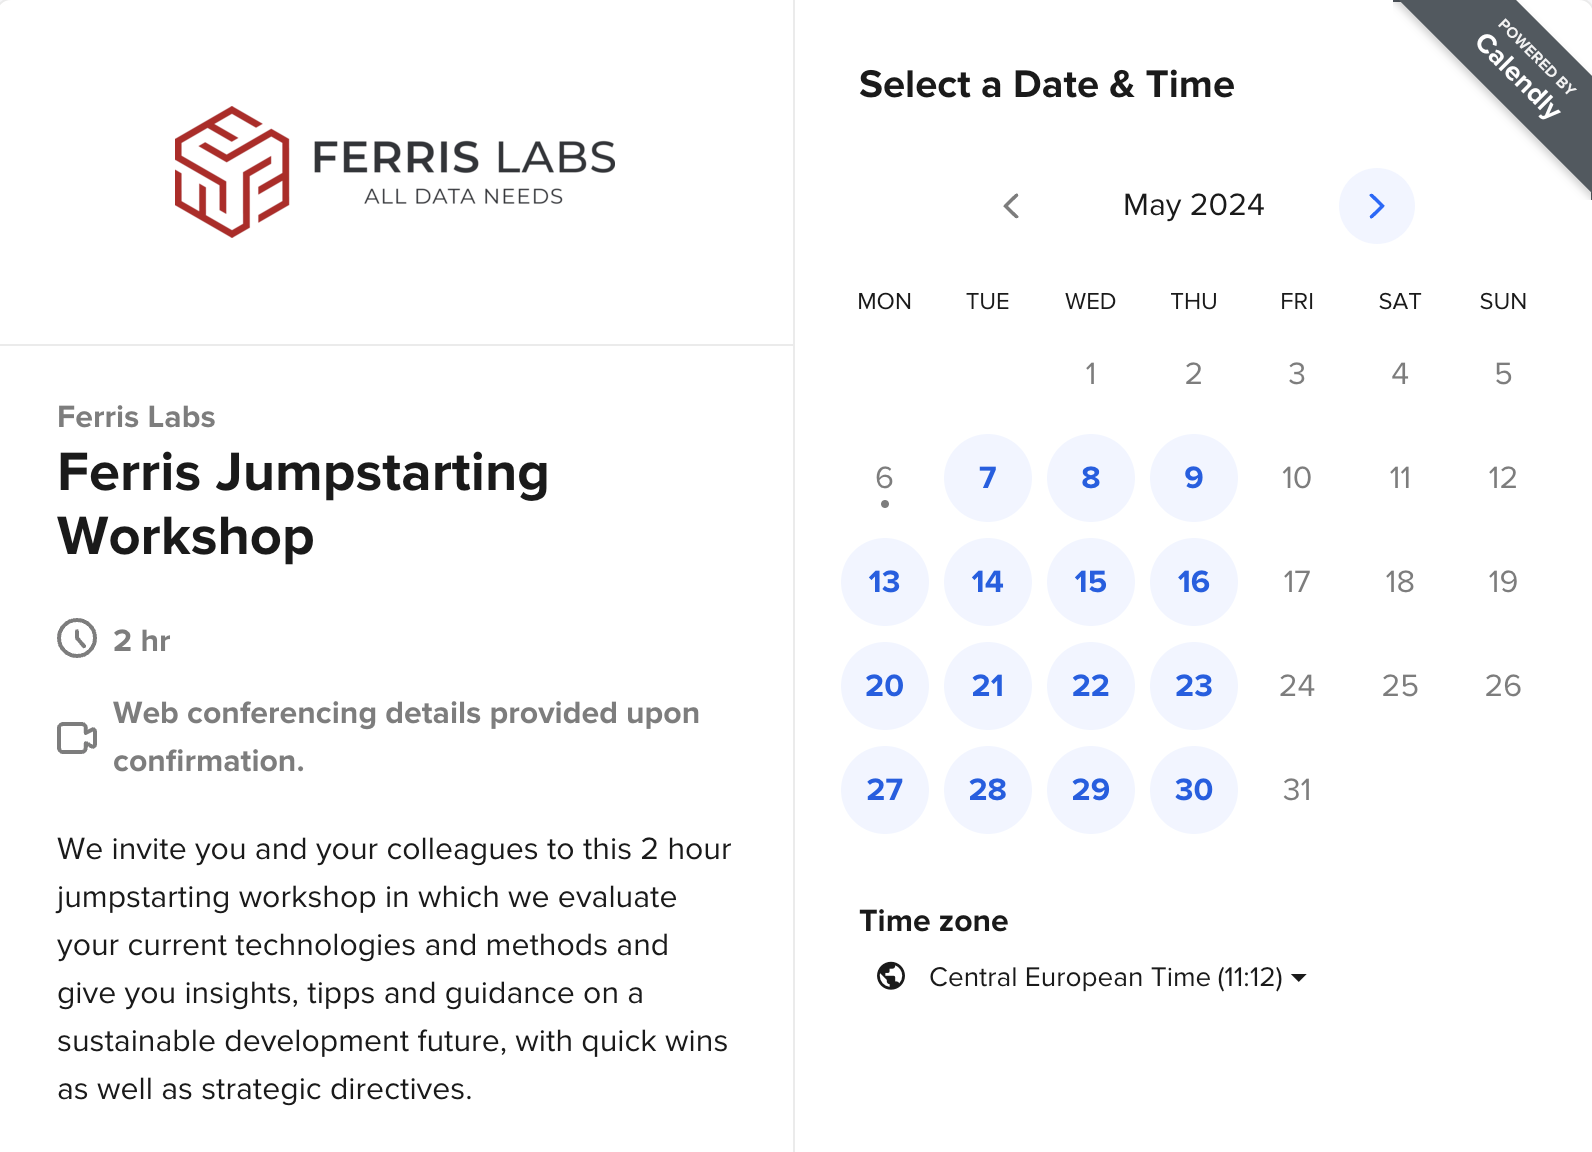 FERRIS LABS
ALL DATA NEEDS
Ferris Labs
Ferris Jumpstarting
Workshop
2 hr
Web conferencing details provided upon
confirmation.
We invite you and your colleagues to this 2 hour
jumpstarting workshop in which we evaluate
your current technologies and methods and
give you insights, tipps and guidance on a
sustainable development future, with quick wins
as well as strategic directives.
Select a Date & Time
POWERED BY
Calendly
May 2024
MON TUE WED THU FRI SAT SUN
1 2 3 4 5
6 7 8 9 10 11 12
13 14 15 16 17 18 19
20 21 22 23 24 25 26
27 28 29 30 31
Time zone
Central European Time (11:12)